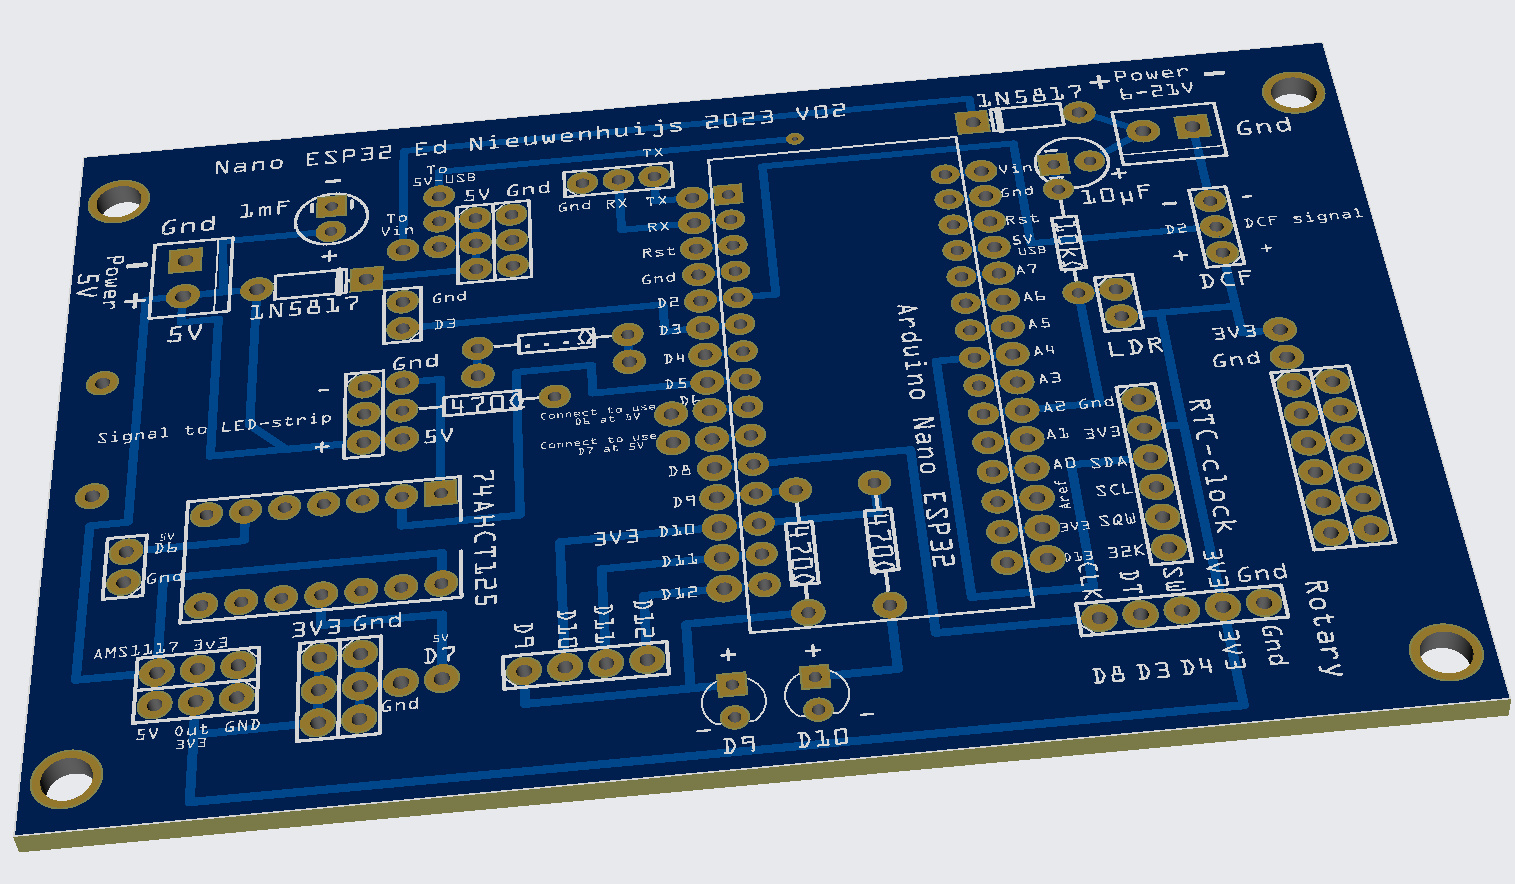 Nano ESP32 Ed Nieuwenhuijs 2023 V02
1N5817
+ Power −
6-21V
Gnd
10µF
+
−
1mF
+
Gnd
Power
5V
−
+
5V
1N5817
To
5V-USB
To
Vin
5V Gnd
TX
Gnd RX TX
RX
Rst
Gnd
D2
D3
D4
D5
D6
D8
D9
D10
D11
D12
Vin
Gnd
Rst
5V
USB
A7
A6
A5
A4
A3
A2
A1
A0
Aref
3V3
D13
Arduino Nano ESP32
10k
− −
D2 DCF signal
+ +
DCF
LDR
3V3
Gnd
Gnd
D3
Ω
Gnd
−
Signal to LED-strip
+
5V
470Ω
Connect to use
D6 at 5V
Connect to use
D7 at 5V
74AHCT125
5V
D6
Gnd
AMS1117 3v3
5V Out GND
3V3
3V3 Gnd
5V
D7
Gnd
3V3
D9 D10 D11 D12
470Ω
470Ω
+
−
D9
+
−
D10
Gnd
3V3
SDA
SCL
SQW
32K
RTC-Clock
CLK DT SW 3V3 Gnd
D8 D3 D4 3V3 Gnd
Rotary